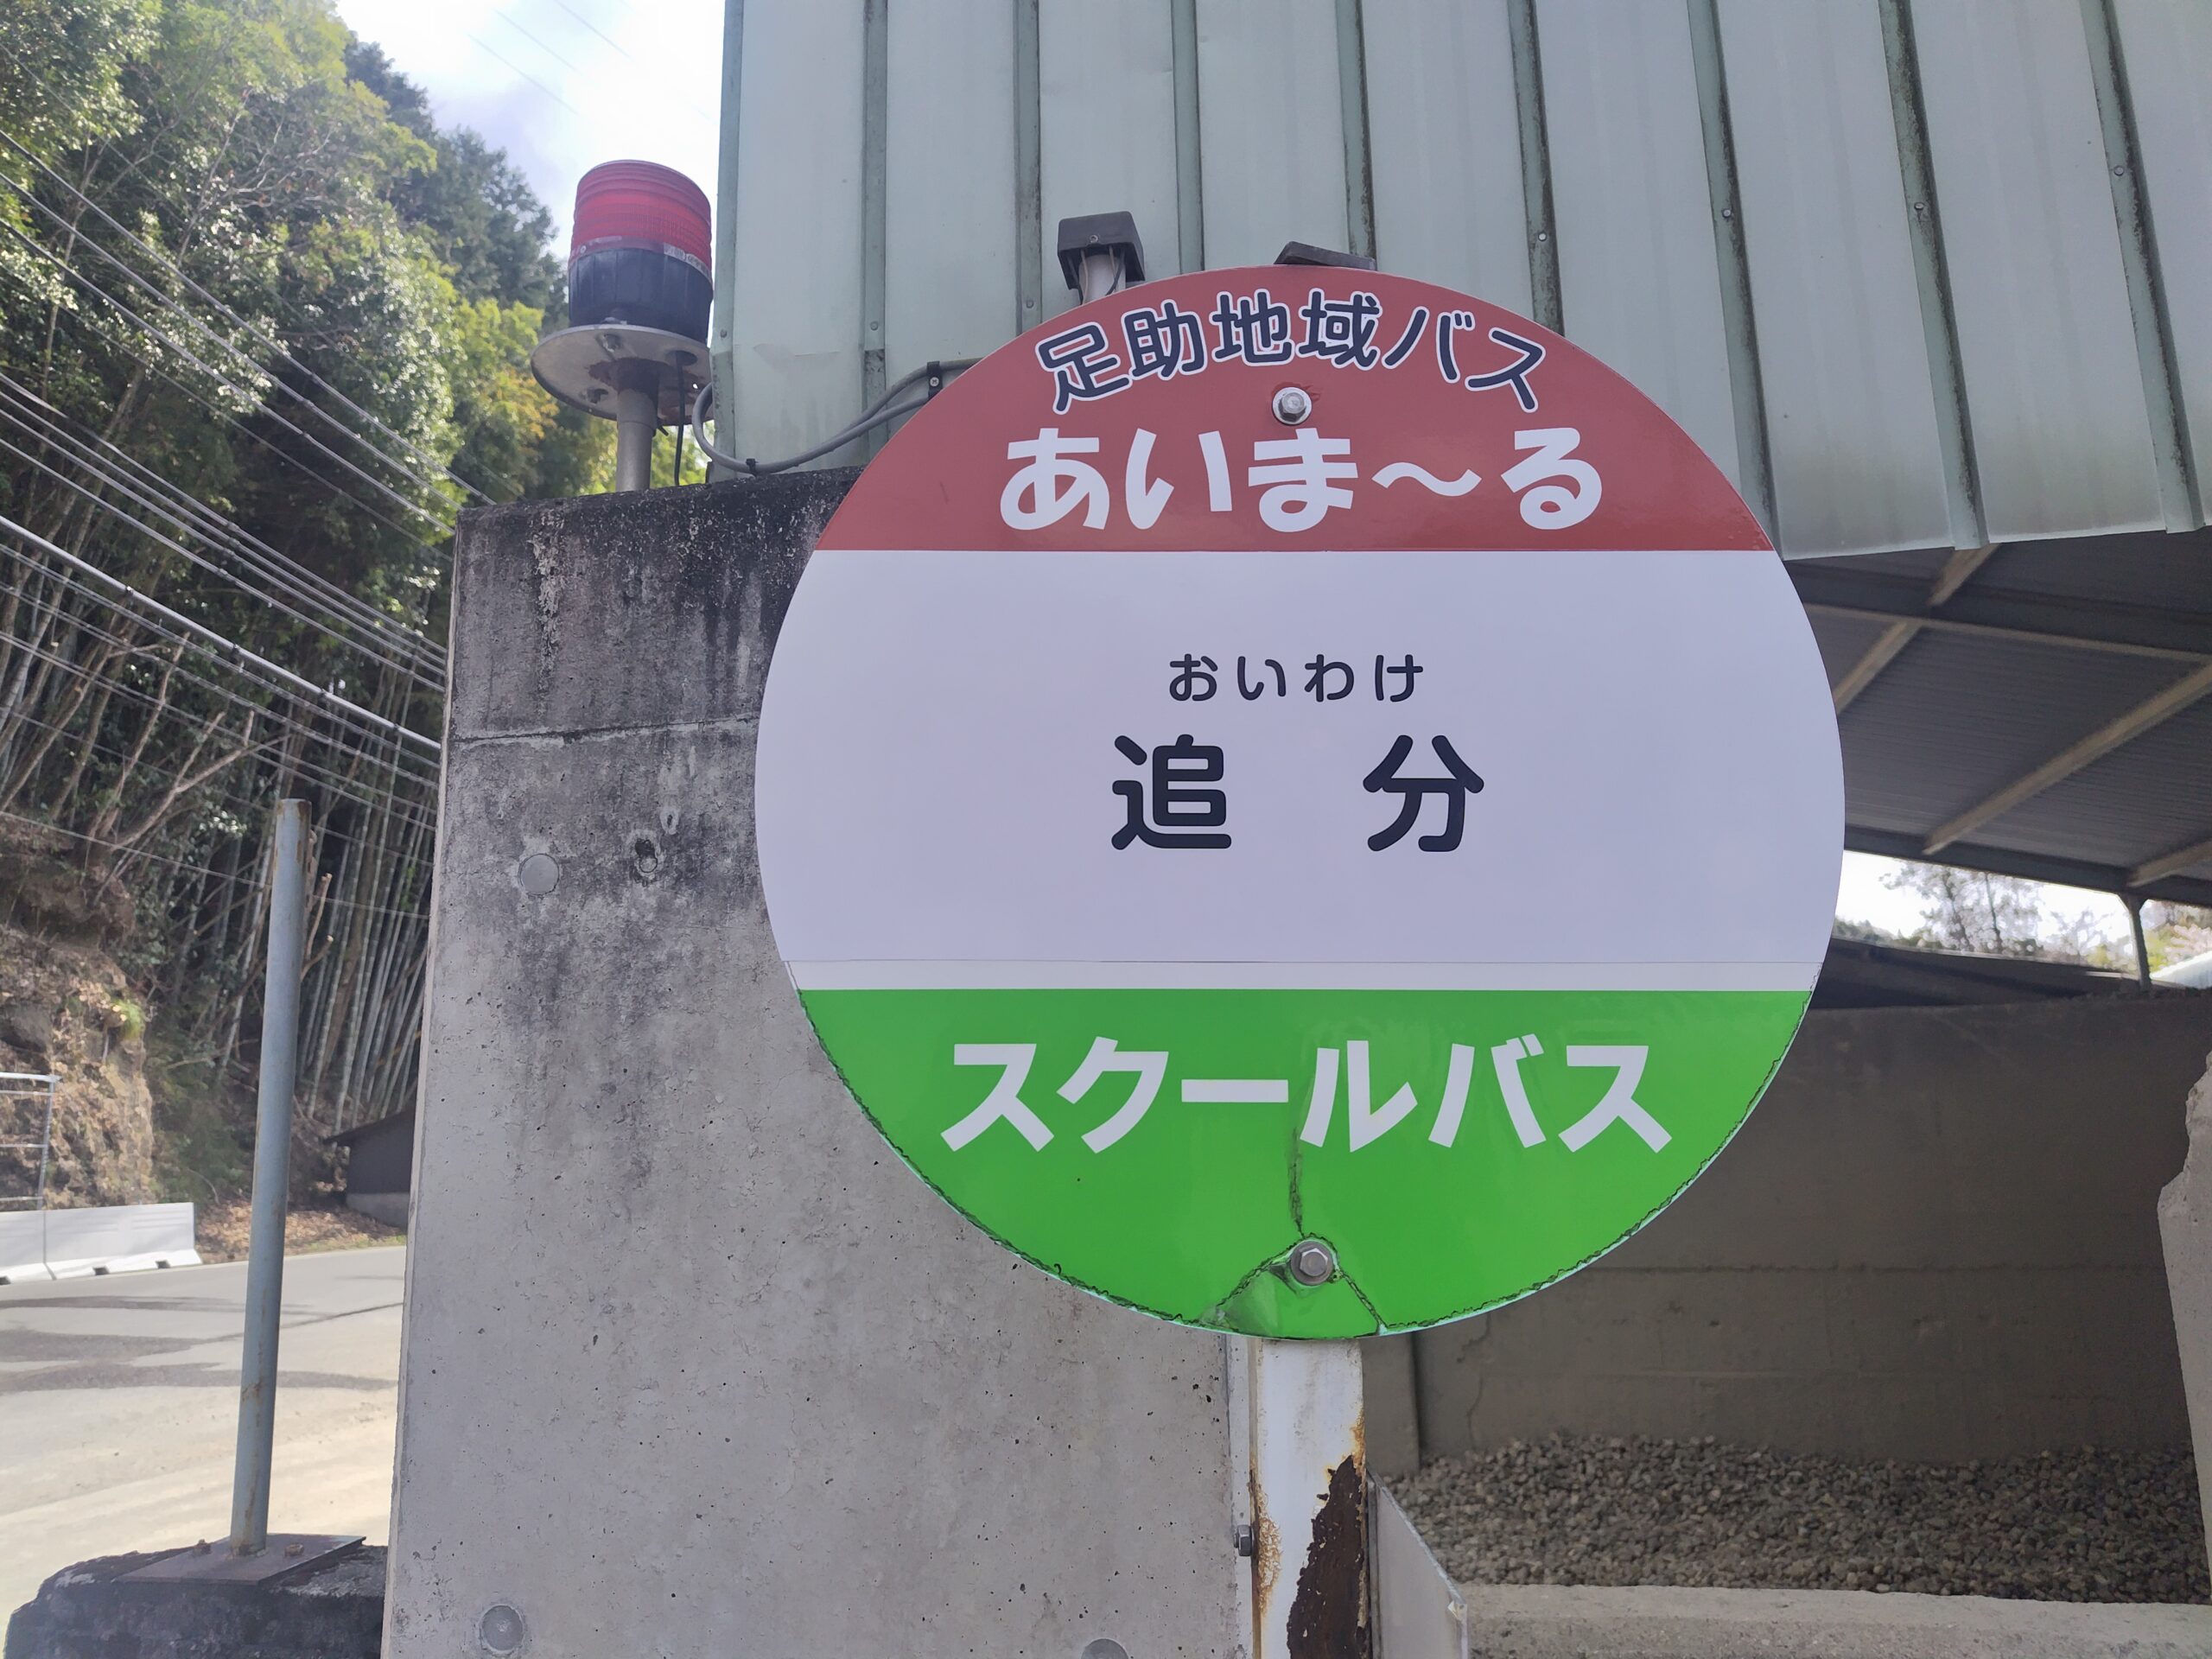 足助地域バス
あいま～る
おいわけ
追分
スクールバス